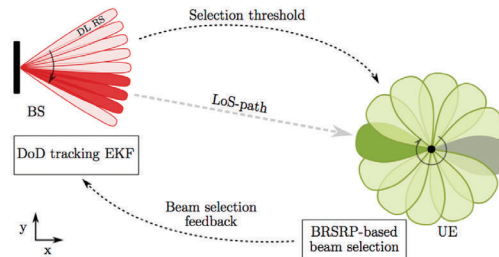 Selection threshold
DL RS
BS
LoS-path
DoD tracking EKF
Beam selection
feedback
BRSRP-based
beam selection
UE
y
x